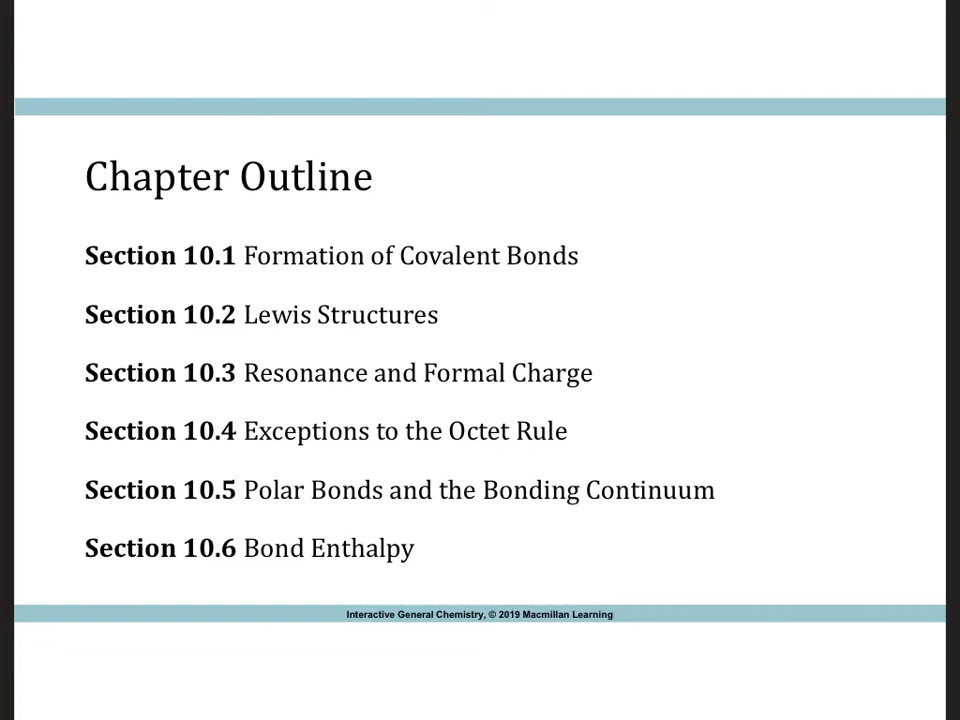 Chapter Outline
Section 10.1 Formation of Covalent Bonds
Section 10.2 Lewis Structures
Section 10.3 Resonance and Formal Charge
Section 10.4 Exceptions to the Octet Rule
Section 10.5 Polar Bonds and the Bonding Continuum
Section 10.6 Bond Enthalpy
Interactive General Chemistry, © 2019 Macmillan Learning